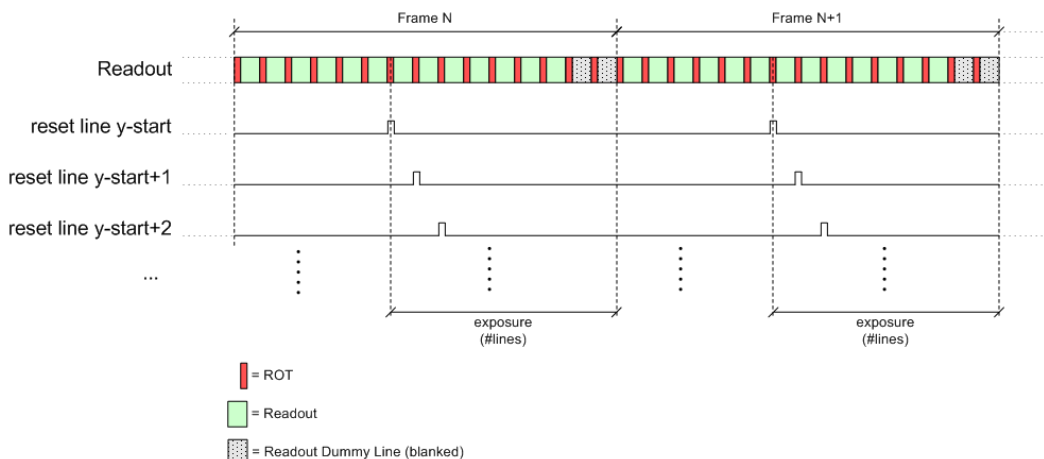 Frame N
Frame N+1
Readout
reset line y-start
reset line y-start+1
reset line y-start+2
...
exposure
(#lines)
exposure
(#lines)
= ROT
= Readout
= Readout Dummy Line (blanked)